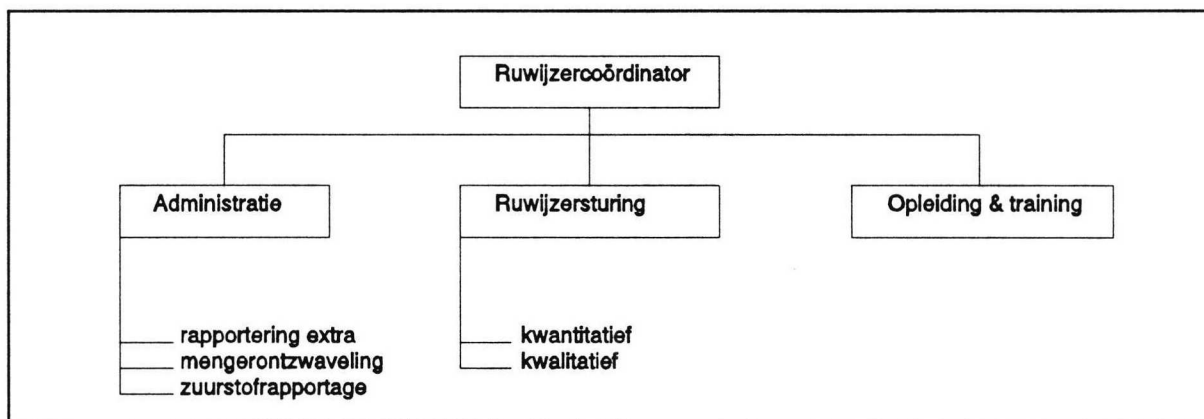 Ruwijzercoördinator
Administratie
Ruwijzersturing
Opleiding & training
rapportering extra
mengerontzwaveling
zuurstofrapportage
kwantitatief
kwalitatief